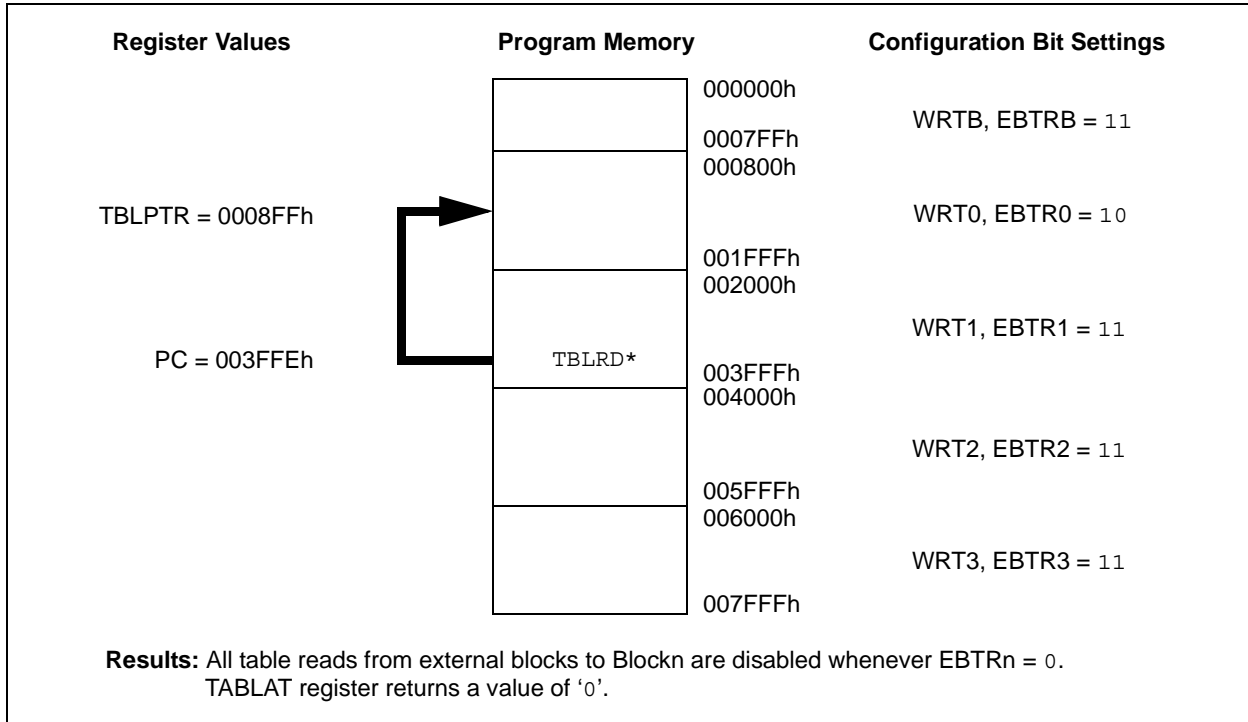 Register Values Program Memory Configuration Bit Settings
000000h
WRTB, EBTRB = 11
0007FFh
000800h
TBLPTR = 0008FFh WRT0, EBTR0 = 10
001FFFh
002000h
WRT1, EBTR1 = 11
PC = 003FFEh TBLRD*
003FFFh
004000h
WRT2, EBTR2 = 11
005FFFh
006000h
WRT3, EBTR3 = 11
007FFFh
Results: All table reads from external blocks to Blockn are disabled whenever EBTRn = 0.
TABLAT register returns a value of ‘0’.